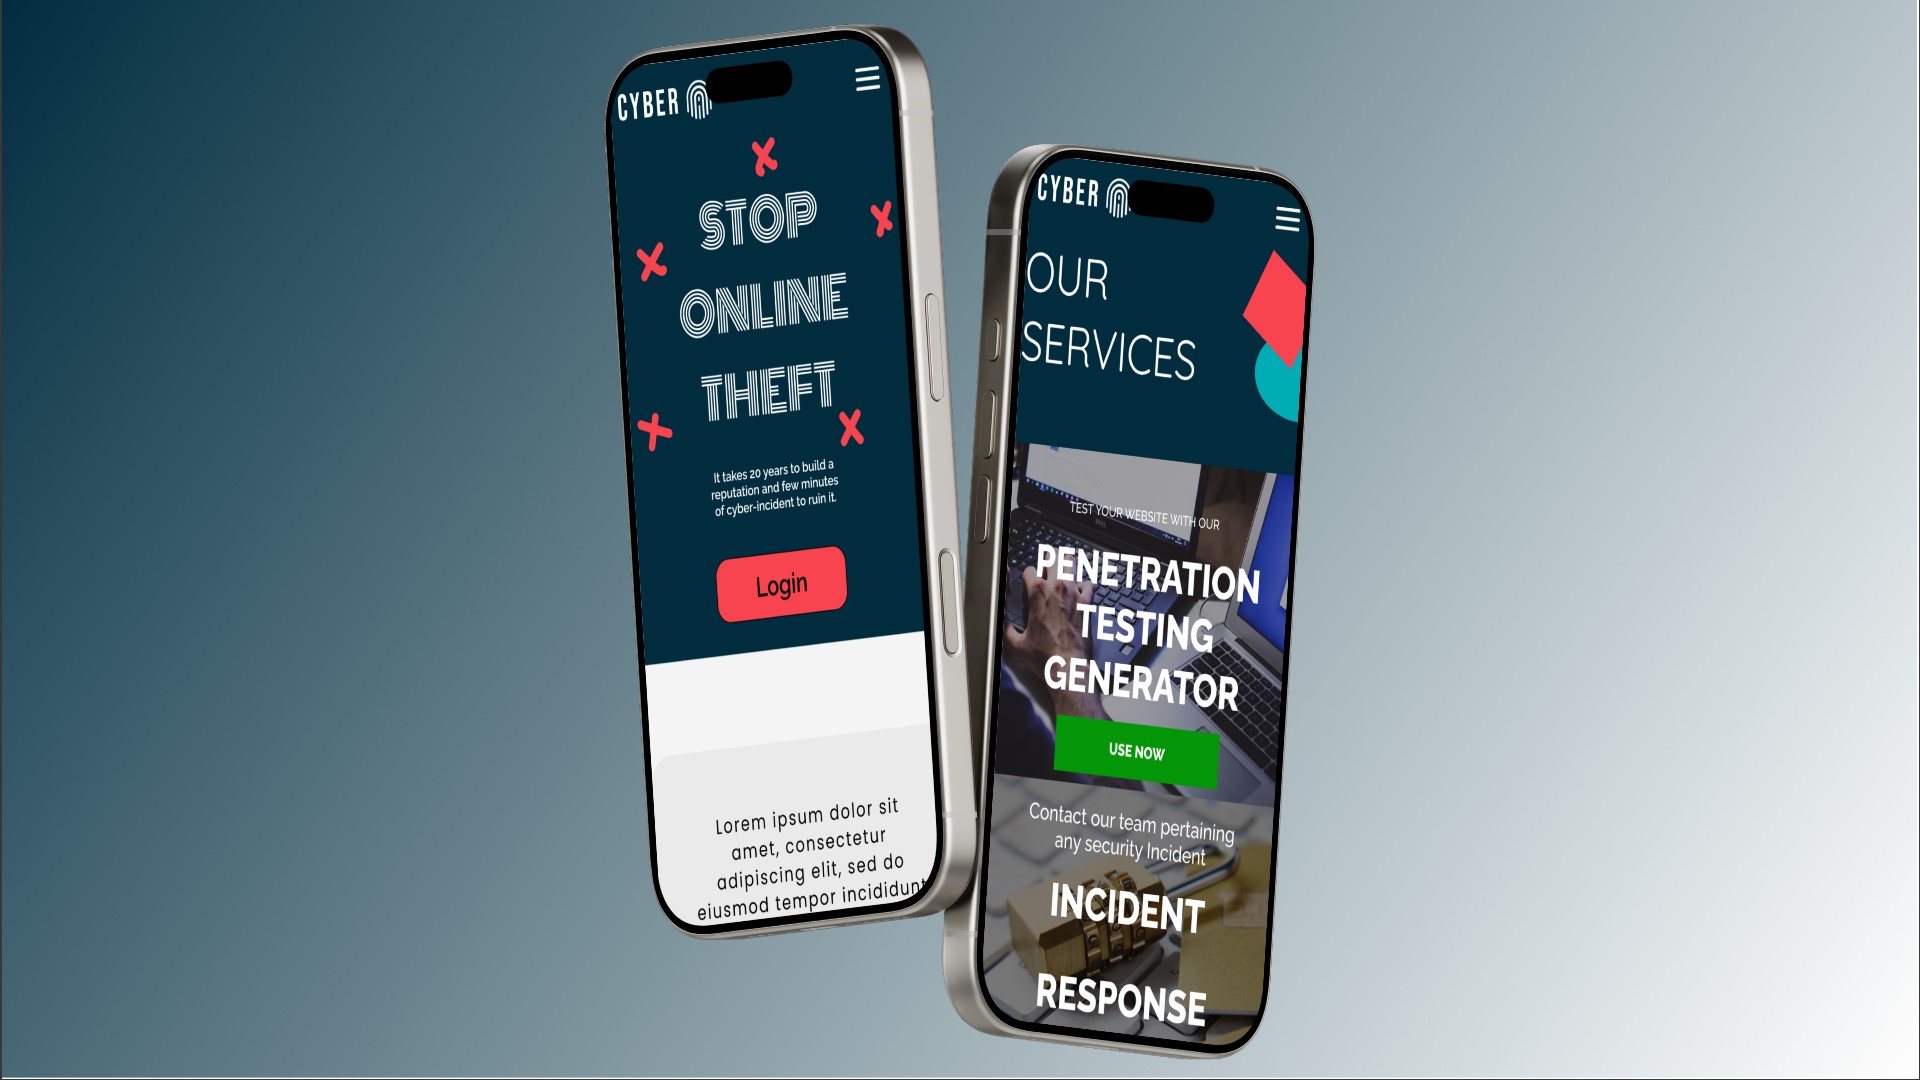 CYBER
STOP
ONLINE
THEFT
It takes 20 years to build a
reputation and few minutes
of cyber-incident to ruin it.
Login
Lorem ipsum dolor sit
amet, consectetur
adipiscing elit, sed do
eiusmod tempor incididunt
CYBER
OUR
SERVICES
TEST YOUR WEBSITE WITH OUR
PENETRATION
TESTING
GENERATOR
USE NOW
Contact our team pertaining
any security Incident
INCIDENT
RESPONSE